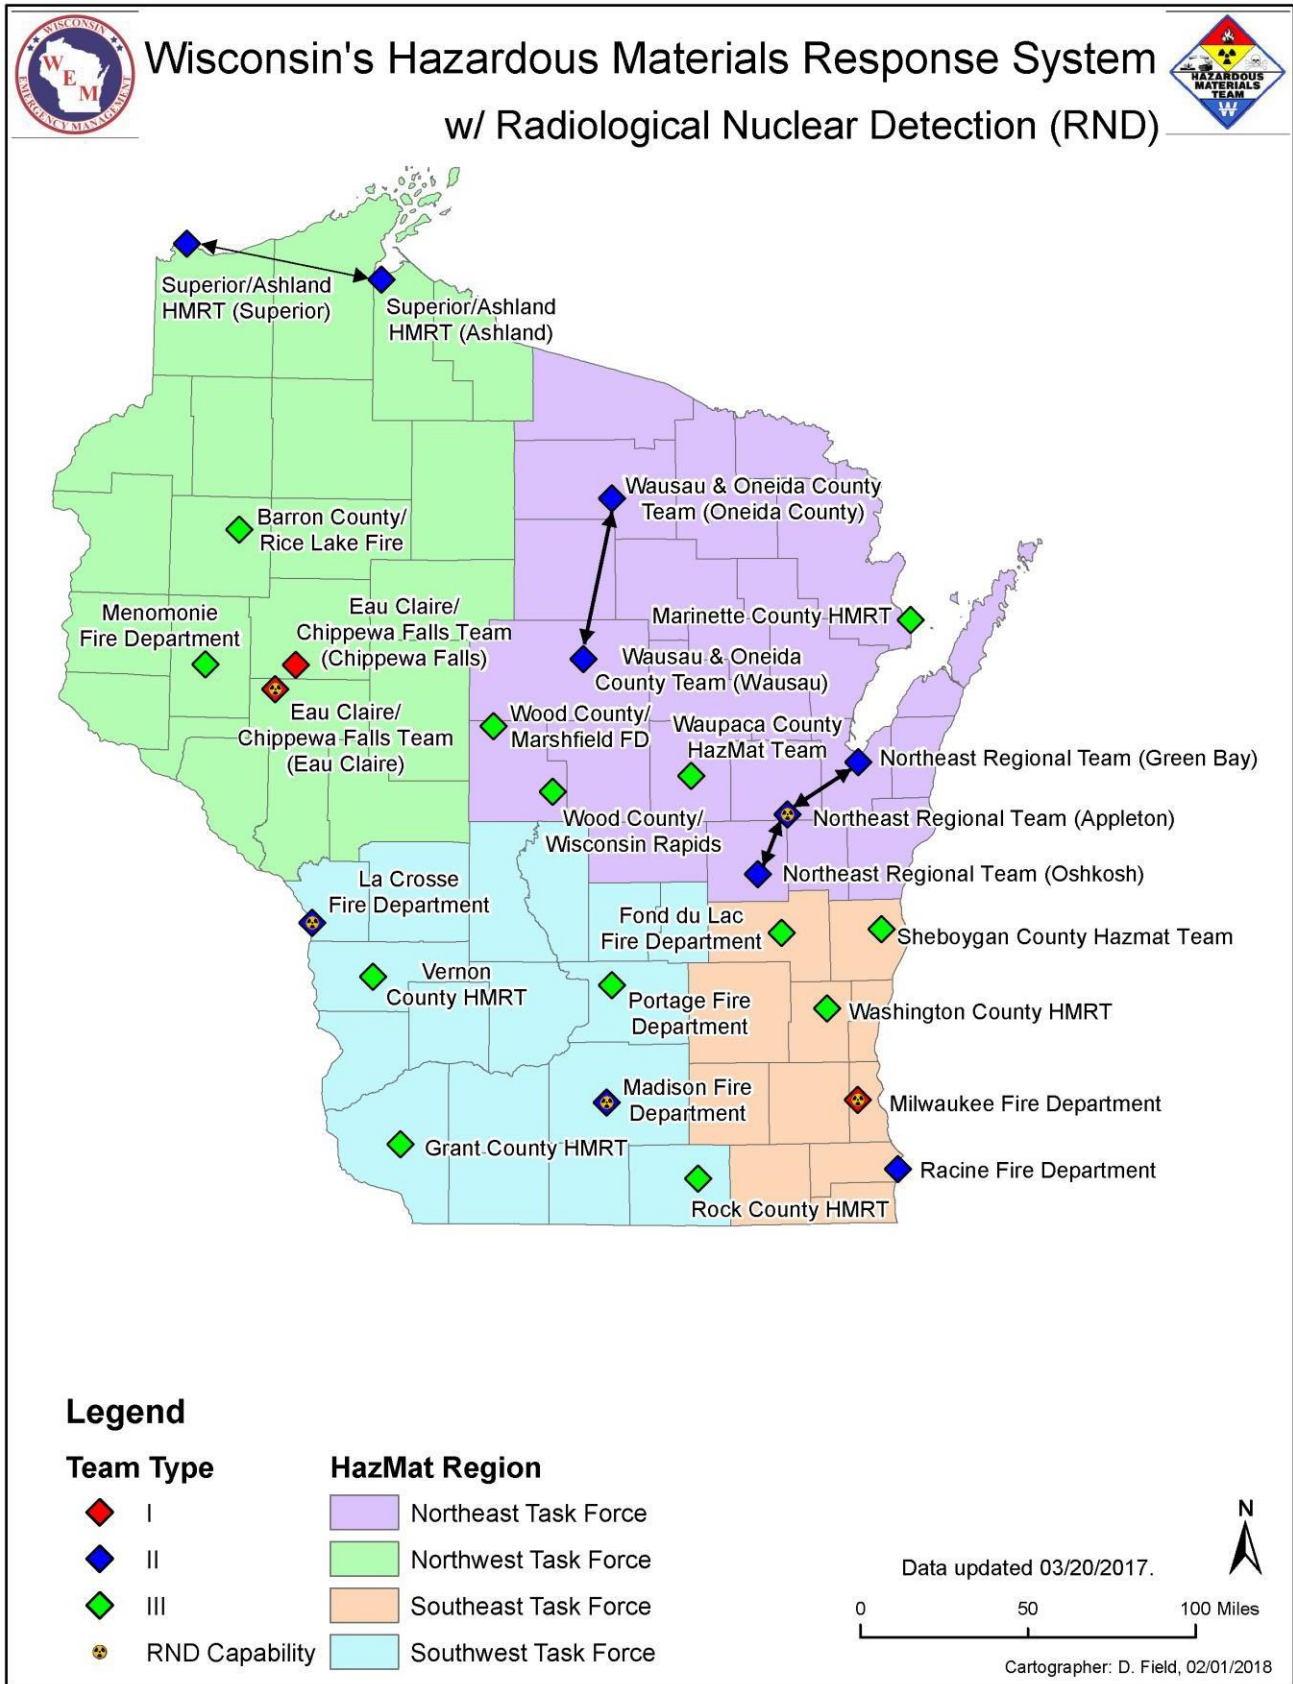 WISCONSIN
W
E
M
EMERGENCY MANAGEMENT
Wisconsin's Hazardous Materials Response System
w/ Radiological Nuclear Detection (RND)
HAZARDOUS
MATERIALS
TEAM
W
Superior/Ashland
HMRT (Superior)
Superior/Ashland
HMRT (Ashland)
Wausau & Oneida County
Team (Oneida County)
Barron County/
Rice Lake Fire
Menomonie
Fire Department
Eau Claire/
Chippewa Falls Team
(Chippewa Falls)
Marinette County HMRT
Wausau & Oneida
County Team (Wausau)
Eau Claire/
Chippewa Falls Team
(Eau Claire)
Wood County/
Marshfield FD
Waupaca County
HazMat Team
Northeast Regional Team (Green Bay)
Wood County/
Wisconsin Rapids
Northeast Regional Team (Appleton)
Northeast Regional Team (Oshkosh)
La Crosse
Fire Department
Fond du Lac
Fire Department
Sheboygan County Hazmat Team
Vernon
County HMRT
Portage Fire
Department
Washington County HMRT
Madison Fire
Department
Milwaukee Fire Department
Grant County HMRT
Racine Fire Department
Rock County HMRT
Legend
Team Type
I
II
III
RND Capability
HazMat Region
Northeast Task Force
Northwest Task Force
Southeast Task Force
Southwest Task Force
N
Data updated 03/20/2017.
0 50 100 Miles
Cartographer: D. Field, 02/01/2018